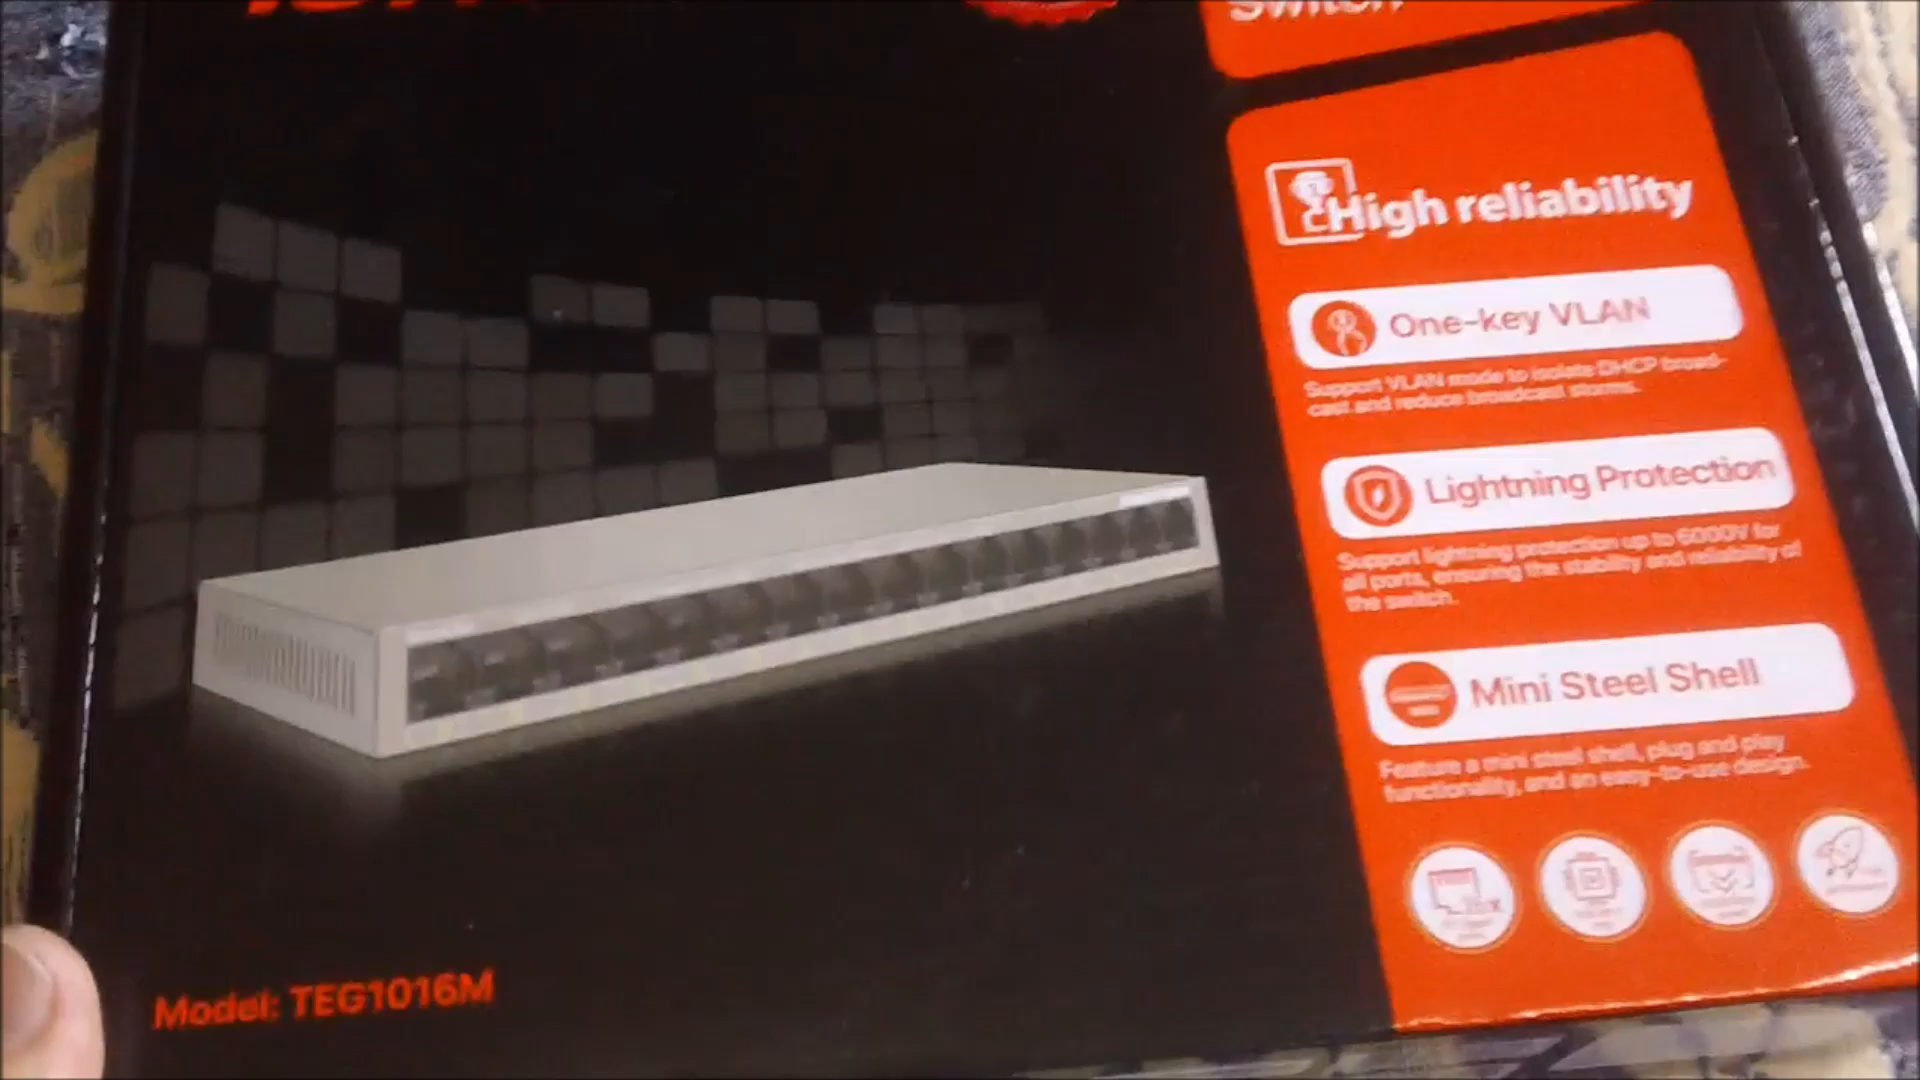 Switch
High reliability
One-key VLAN
Support VLAN mode to isolate DHCP broad-
cast and reduce broadcast storms.
Lightning Protection
Support lightning protection up to 6000V for
all ports, ensuring the stability and reliability of
the switch.
Mini Steel Shell
Feature a mini steel shell, plug and play
functionality, and an easy-to-use design.
Model: TEG1016M